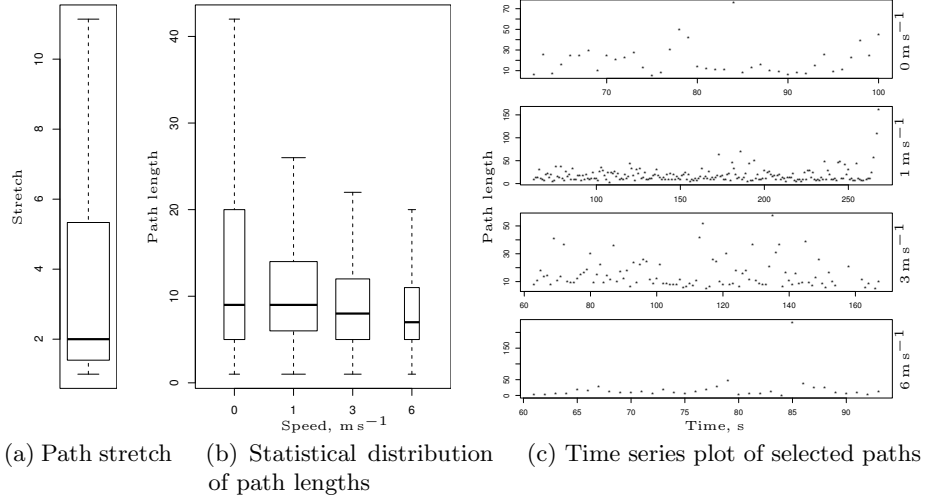 Stretch
2 4 6 8 10
Path length
0 10 20 30 40
0 1 3 6
Speed, m s−1
Path length
10 30 50 70
70 80 90 100
0 m s−1
0 50 100 150
100 150 200 250
1 m s−1
10 30 50
60 80 100 120 140 160
3 m s−1
0 50 150
60 65 70 75 80 85 90
6 m s−1
Time, s
(a) Path stretch
(b) Statistical distribution
of path lengths
(c) Time series plot of selected paths